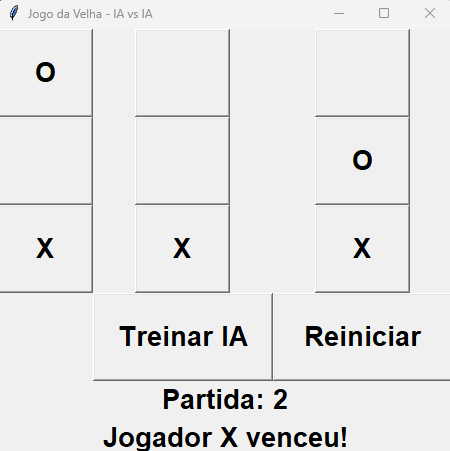 Jogo da Velha - IA vs IA
O
O
X X X
Treinar IA Reiniciar
Partida: 2
Jogador X venceu!